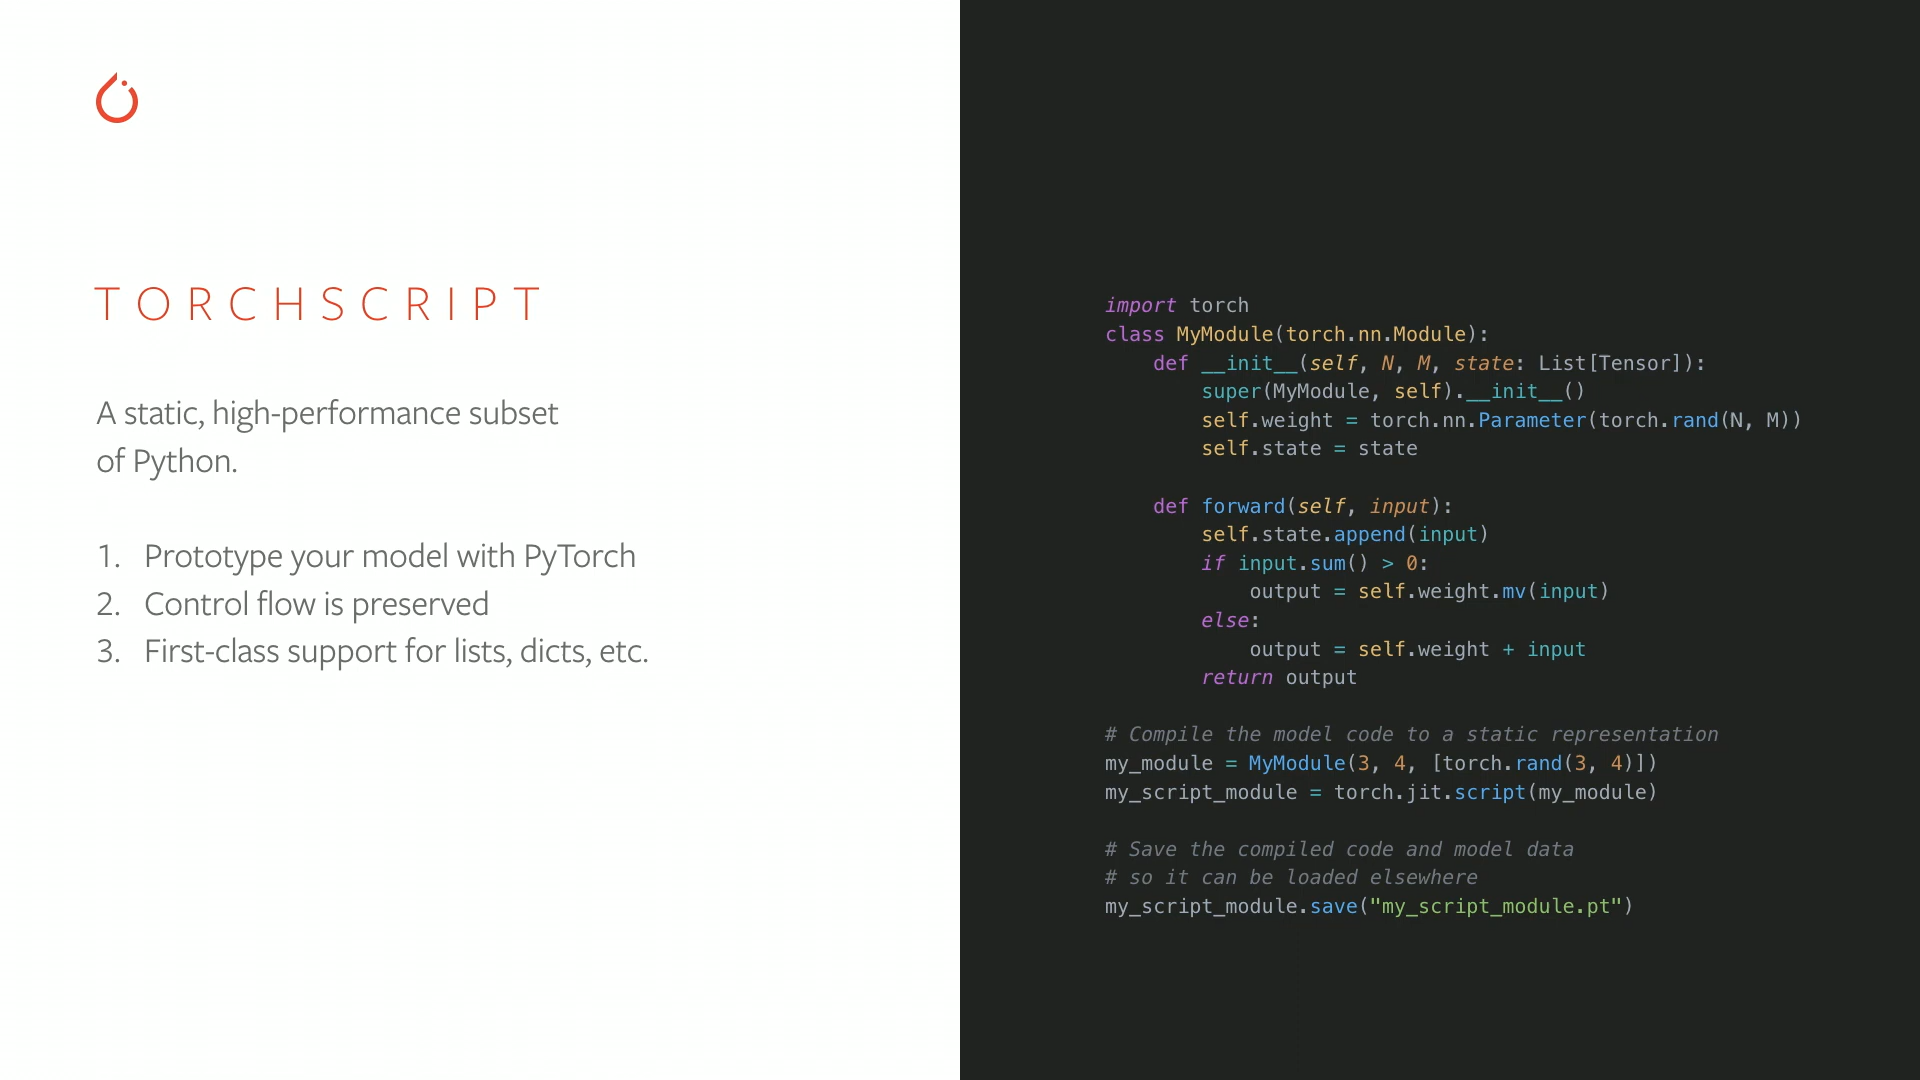 TORCHSCRIPT
A static, high-performance subset
of Python.
1. Prototype your model with PyTorch
2. Control flow is preserved
3. First-class support for lists, dicts, etc.
import torch
class MyModule(torch.nn.Module):
    def __init__(self, N, M, state: List[Tensor]):
        super(MyModule, self).__init__()
        self.weight = torch.nn.Parameter(torch.rand(N, M))
        self.state = state

    def forward(self, input):
        self.state.append(input)
        if input.sum() > 0:
            output = self.weight.mv(input)
        else:
            output = self.weight + input
        return output

# Compile the model code to a static representation
my_module = MyModule(3, 4, [torch.rand(3, 4)])
my_script_module = torch.jit.script(my_module)

# Save the compiled code and model data
# so it can be loaded elsewhere
my_script_module.save("my_script_module.pt")